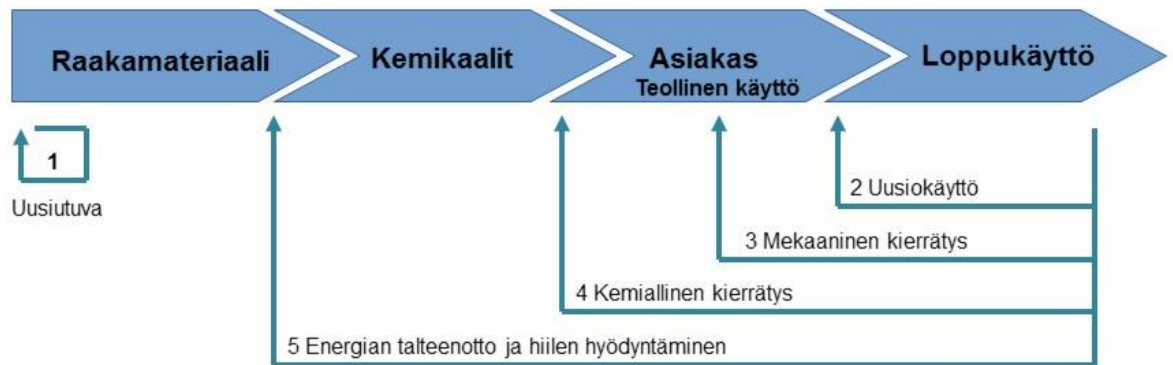 Raakamateriaali
Kemikaalit
Asiakas
Teollinen käyttö
Loppukäyttö
1
Uusiutuva
2 Uusiokäyttö
3 Mekaaninen kierrätys
4 Kemiallinen kierrätys
5 Energian talteenotto ja hiilen hyödyntäminen